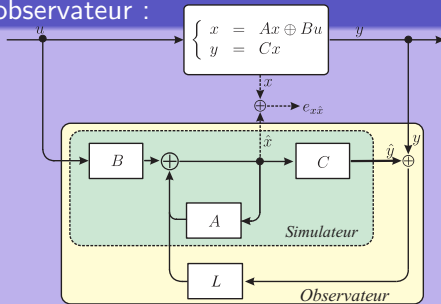 observateur :
u
x = Ax ⊕ Bu
y = Cx
y
x
⊕
e_{xx̂}
x̂
y
ŷ
B
⊕
C
⊕
A
Simulateur
L
Observateur